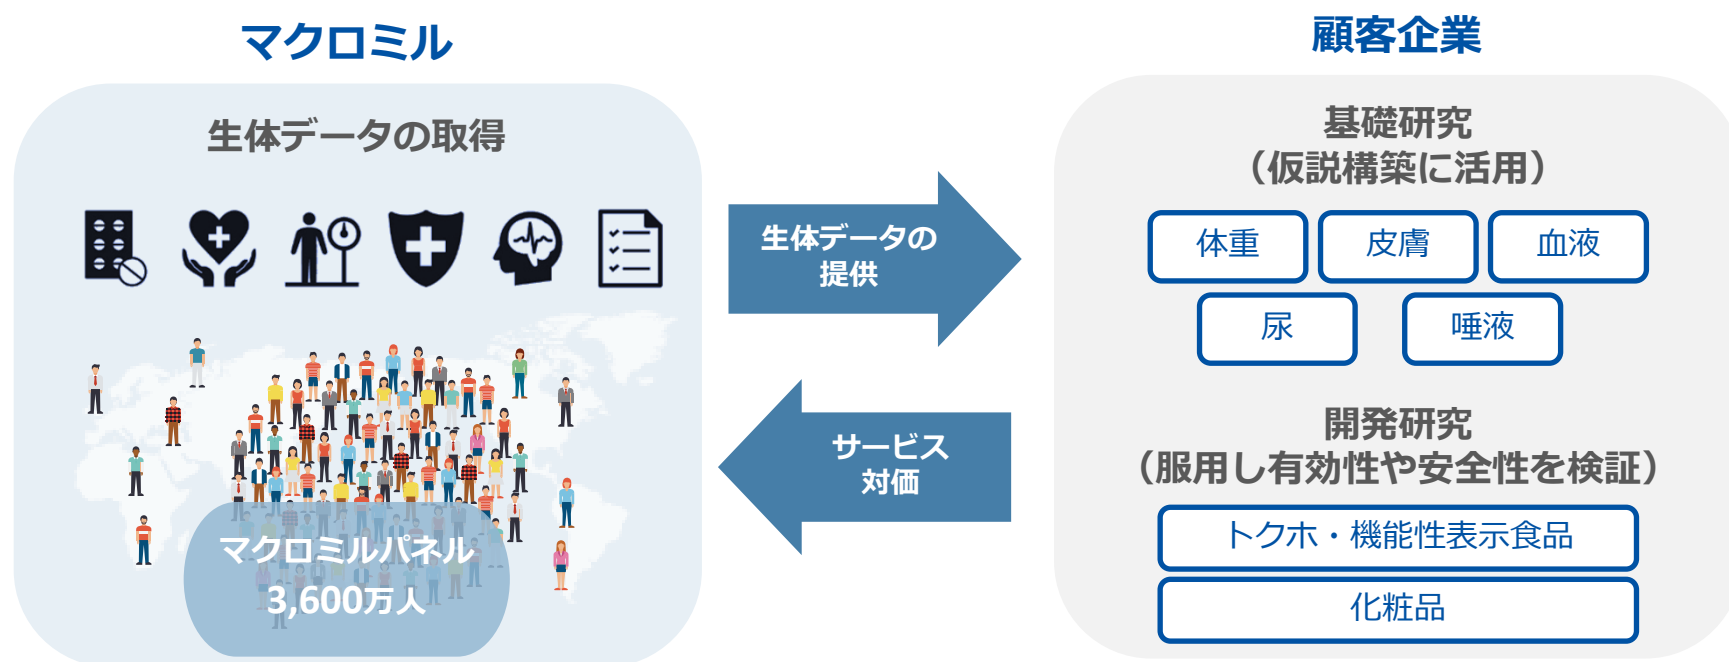 マクロミル
生体データの取得
マクロミルパネル
3,600万人
生体データの
提供
サービス
対価
顧客企業
基礎研究
（仮説構築に活用）
体重
皮膚
血液
尿
唾液
開発研究
（服用し有効性や安全性を検証）
トクホ・機能性表示食品
化粧品